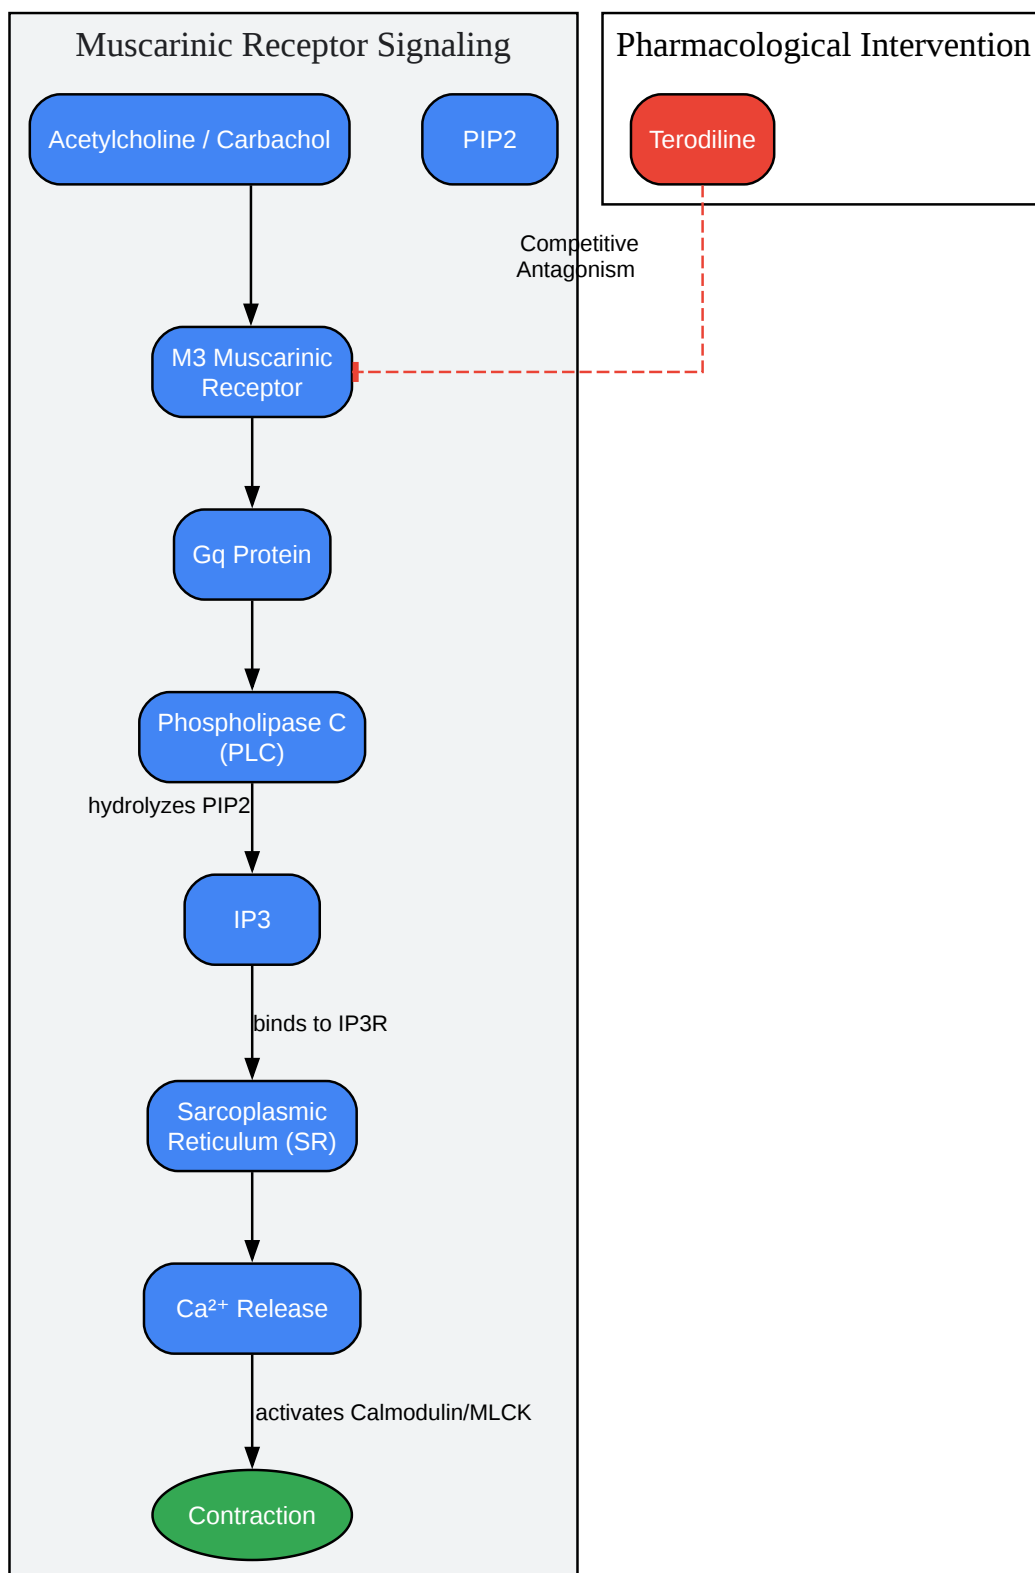 Muscarinic Receptor Signaling
Pharmacological Intervention
Acetylcholine / Carbachol
PIP2
Terodiline
Competitive
Antagonism
M3 Muscarinic
Receptor
Gq Protein
Phospholipase C
(PLC)
hydrolyzes PIP2
IP3
binds to IP3R
Sarcoplasmic
Reticulum (SR)
Ca²⁺ Release
activates Calmodulin/MLCK
Contraction